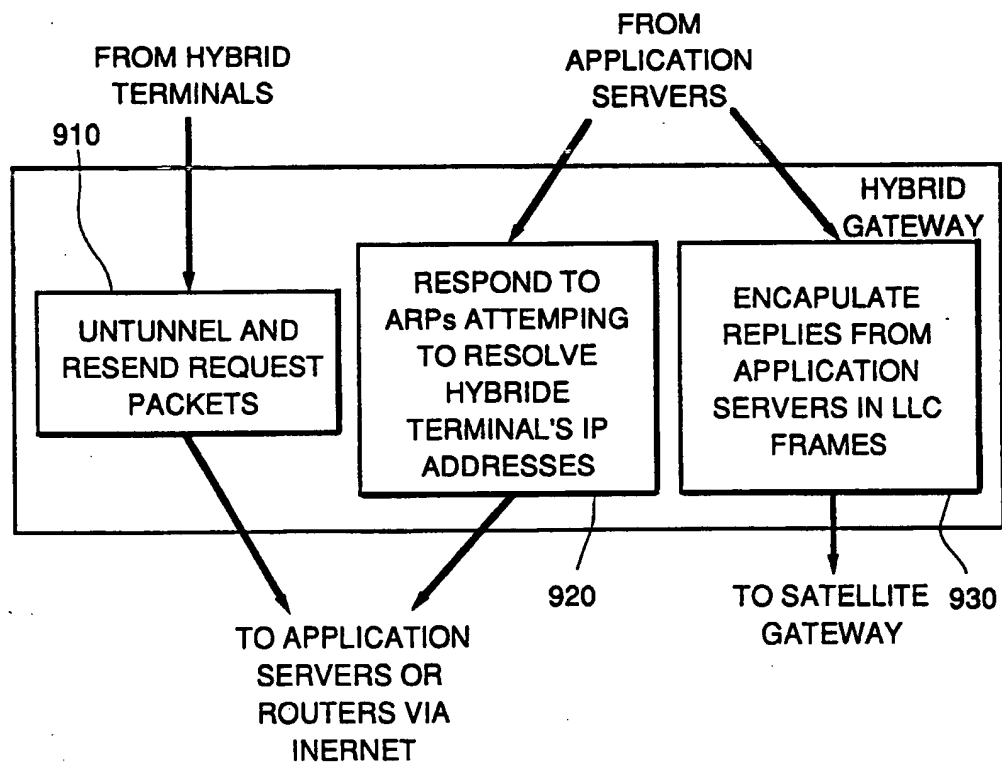 FROM HYBRID
TERMINALS
FROM
APPLICATION
SERVERS
910
HYBRID
GATEWAY
UNTUNNEL AND
RESEND REQUEST
PACKETS
RESPOND TO
ARPs ATTEMPING
TO RESOLVE
HYBRIDE
TERMINAL'S IP
ADDRESSES
ENCAPULATE
REPLIES FROM
APPLICATION
SERVERS IN LLC
FRAMES
920
930
TO APPLICATION
SERVERS OR
ROUTERS VIA
INERNET
TO SATELLITE
GATEWAY